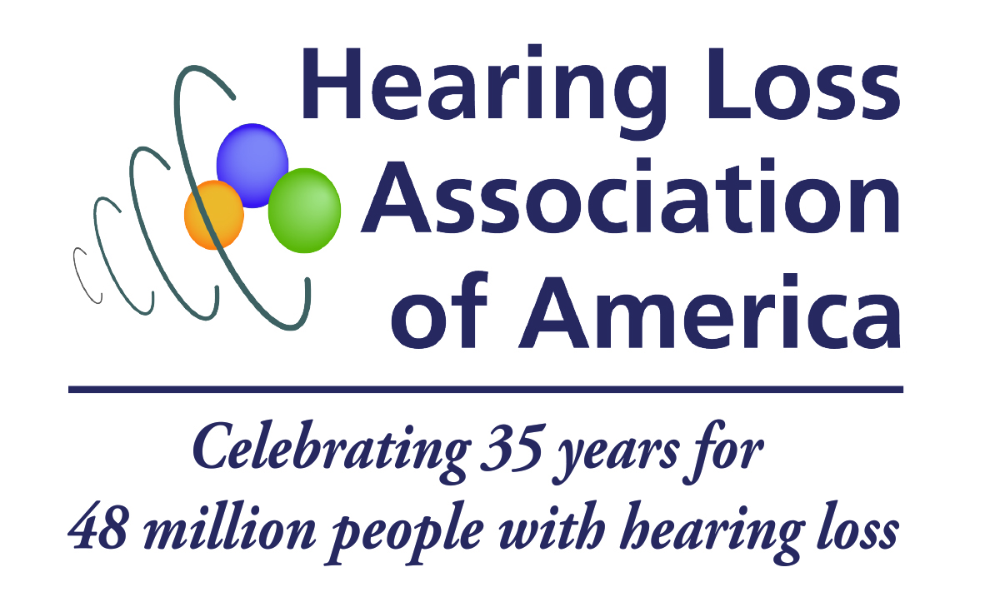 Hearing Loss
Association
of America
Celebrating 35 years for
48 million people with hearing loss